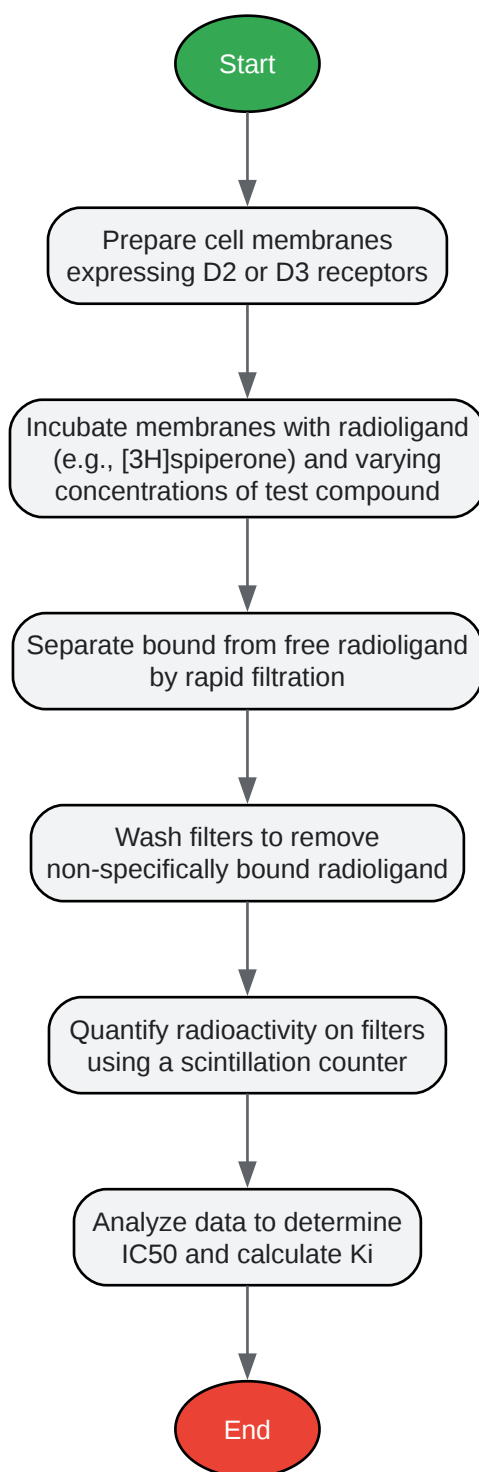 Start
Prepare cell membranes
expressing D2 or D3 receptors
Incubate membranes with radioligand
(e.g., [3H]spiperone) and varying
concentrations of test compound
Separate bound from free radioligand
by rapid filtration
Wash filters to remove
non-specifically bound radioligand
Quantify radioactivity on filters
using a scintillation counter
Analyze data to determine
IC50 and calculate Ki
End